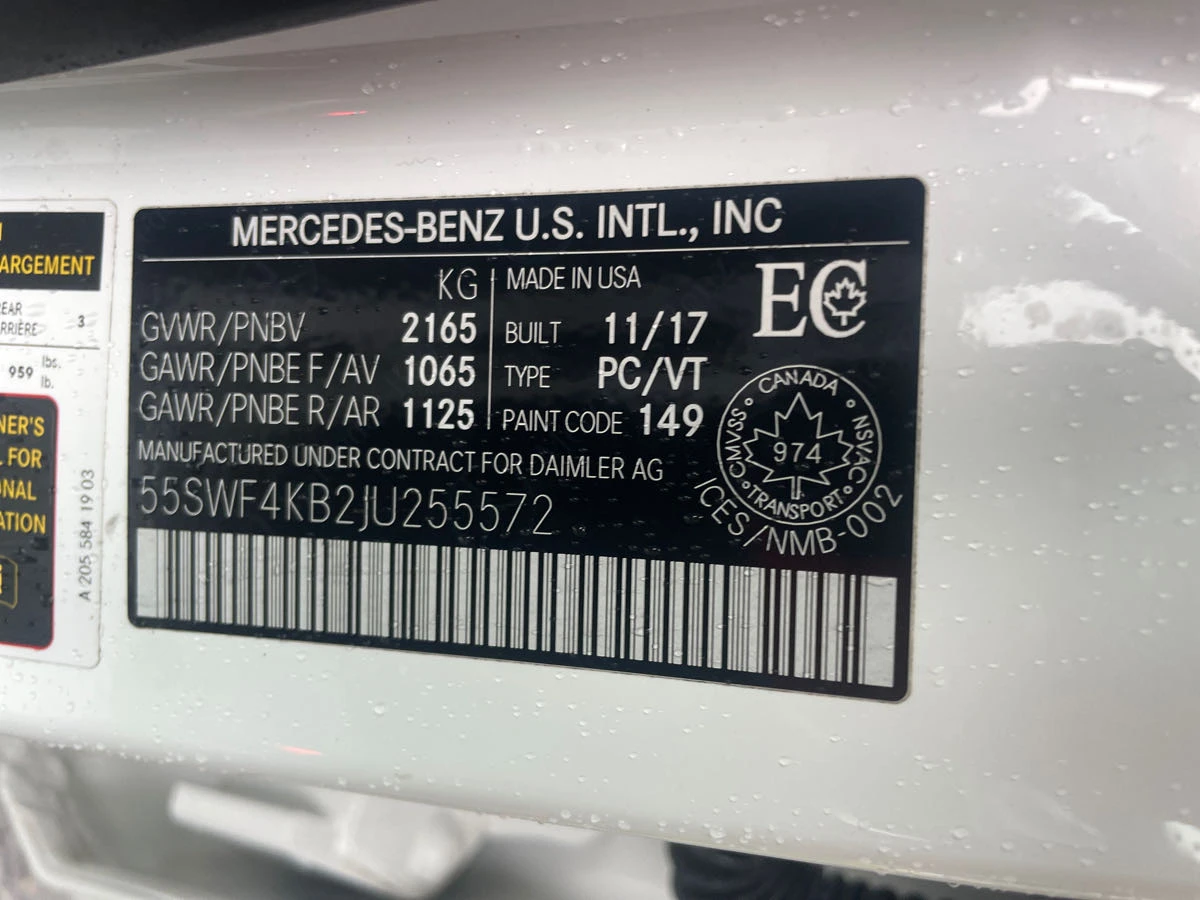 ARGEMENT
3
959 lbs.
lb.
NER'S
FOR
ONAL
ATION
A 205 584 19 03
MERCEDES-BENZ U.S. INTL., INC
KG
GVWR/PNBV 2165
GAWR/PNBE F/AV 1065
GAWR/PNBE R/AR 1125
MADE IN USA
BUILT 11/17
TYPE PC/VT
PAINT CODE 149
EC
CANADA
CMVSS
NSVAC
974
TRANSPORT
ICES/NMB-002
MANUFACTURED UNDER CONTRACT FOR DAIMLER AG
55SWF4KB2JU255572